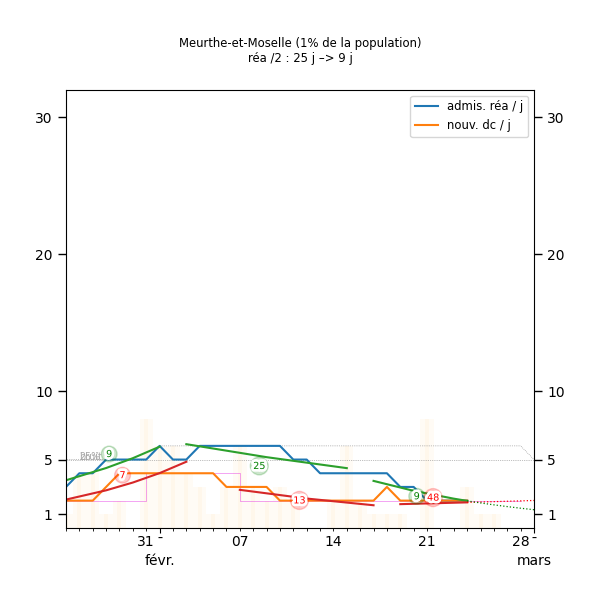 Meurthe-et-Moselle (1% de la population)
réa /2 : 25 j –> 9 j
admis. réa / j
nouv. dc / j
30 30
20 20
10 10
5 5
1 1
9
7
25
13
9
48
31 07 14 21 28
févr. mars